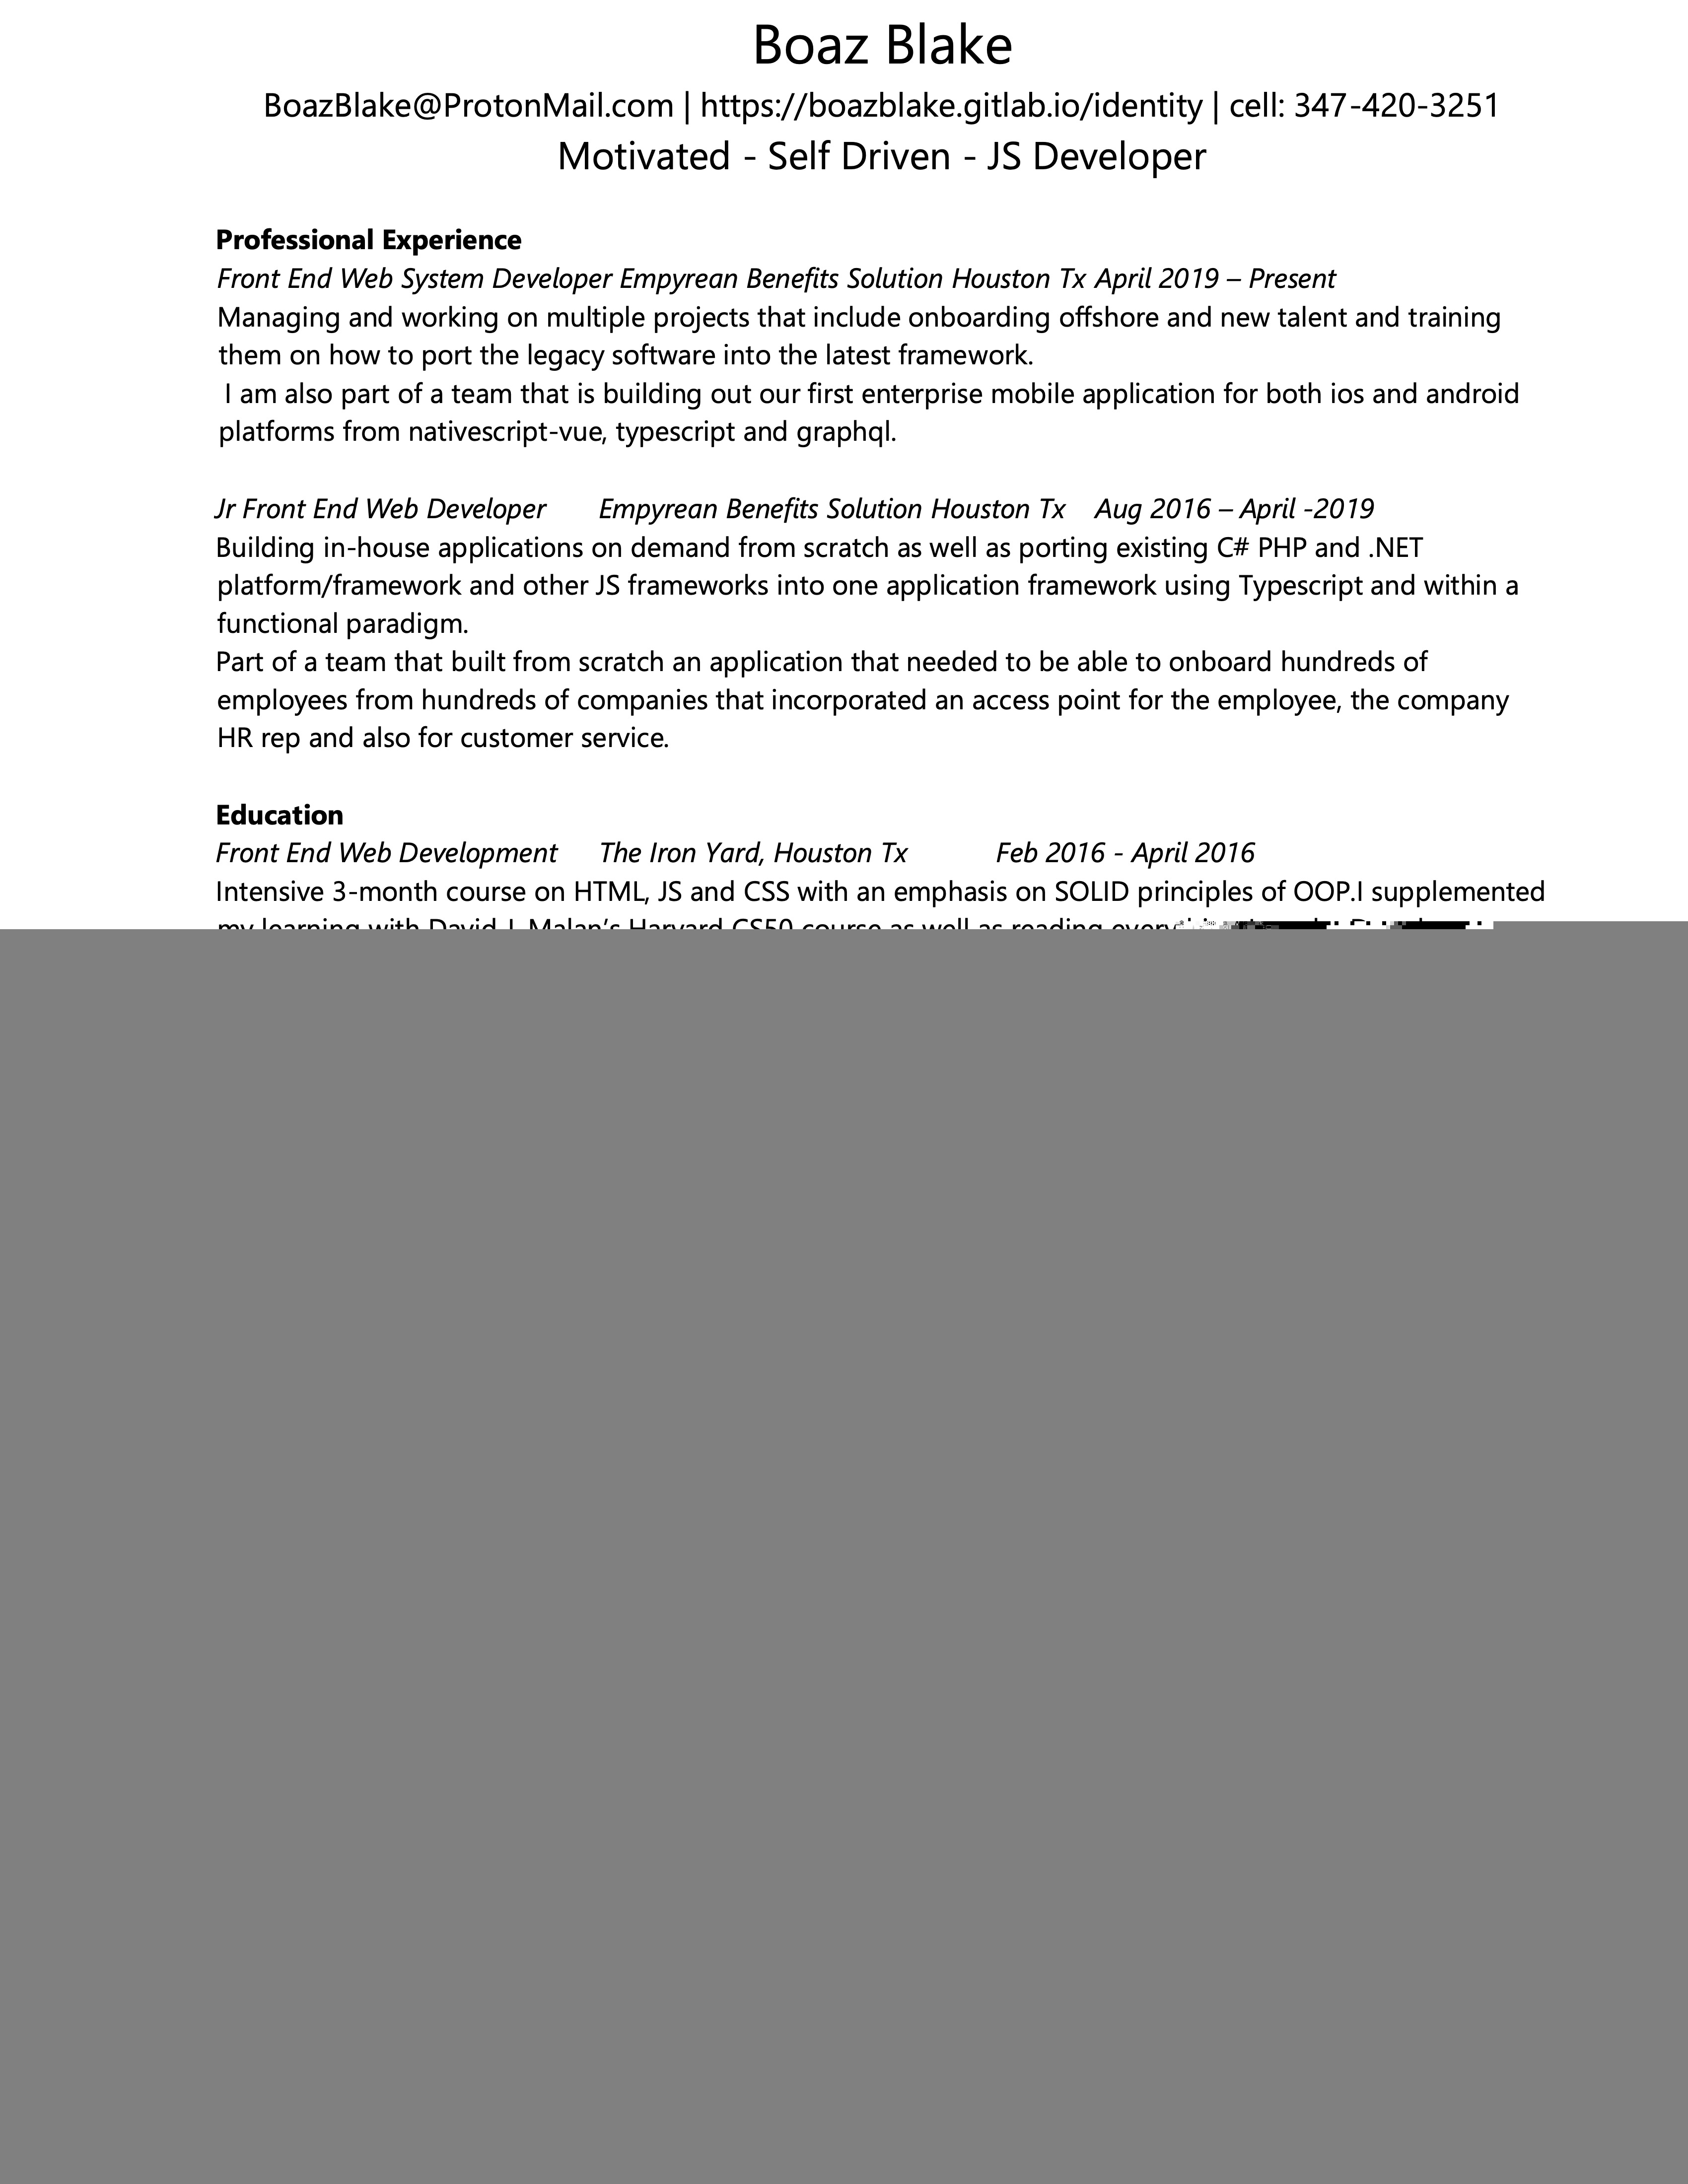 Boaz Blake
BoazBlake@ProtonMail.com | https://boazblake.gitlab.io/identity | cell: 347-420-3251
Motivated - Self Driven - JS Developer
Professional Experience
Front End Web System Developer Empyrean Benefits Solution Houston Tx April 2019 – Present
Managing and working on multiple projects that include onboarding offshore and new talent and training
them on how to port the legacy software into the latest framework.
I am also part of a team that is building out our first enterprise mobile application for both ios and android
platforms from nativescript-vue, typescript and graphql.
Jr Front End Web Developer Empyrean Benefits Solution Houston Tx Aug 2016 – April -2019
Building in-house applications on demand from scratch as well as porting existing C# PHP and .NET
platform/framework and other JS frameworks into one application framework using Typescript and within a
functional paradigm.
Part of a team that built from scratch an application that needed to be able to onboard hundreds of
employees from hundreds of companies that incorporated an access point for the employee, the company
HR rep and also for customer service.
Education
Front End Web Development The Iron Yard, Houston Tx Feb 2016 - April 2016
Intensive 3-month course on HTML, JS and CSS with an emphasis on SOLID principles of OOP.I supplemented
my learning with David J. Malan’s Harvard CS50 course as well as reading